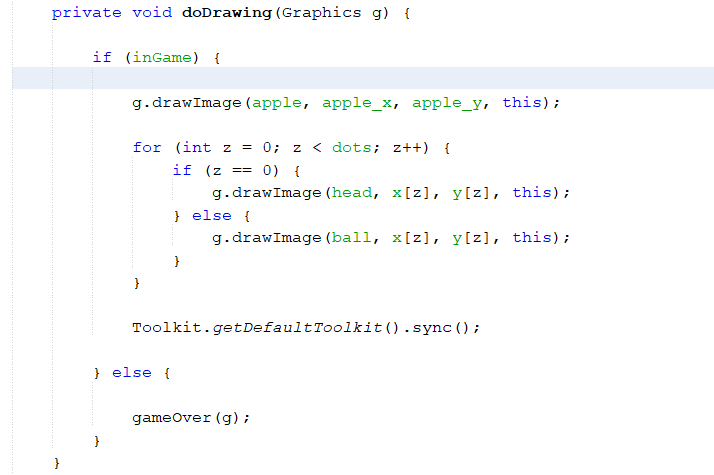 private void doDrawing(Graphics g) {
if (inGame) {
g.drawImage(apple, apple_x, apple_y, this);
for (int z = 0; z < dots; z++) {
if (z == 0) {
g.drawImage(head, x[z], y[z], this);
} else {
g.drawImage(ball, x[z], y[z], this);
}
}
Toolkit.getDefaultToolkit().sync();
} else {
gameOver(g);
}
}